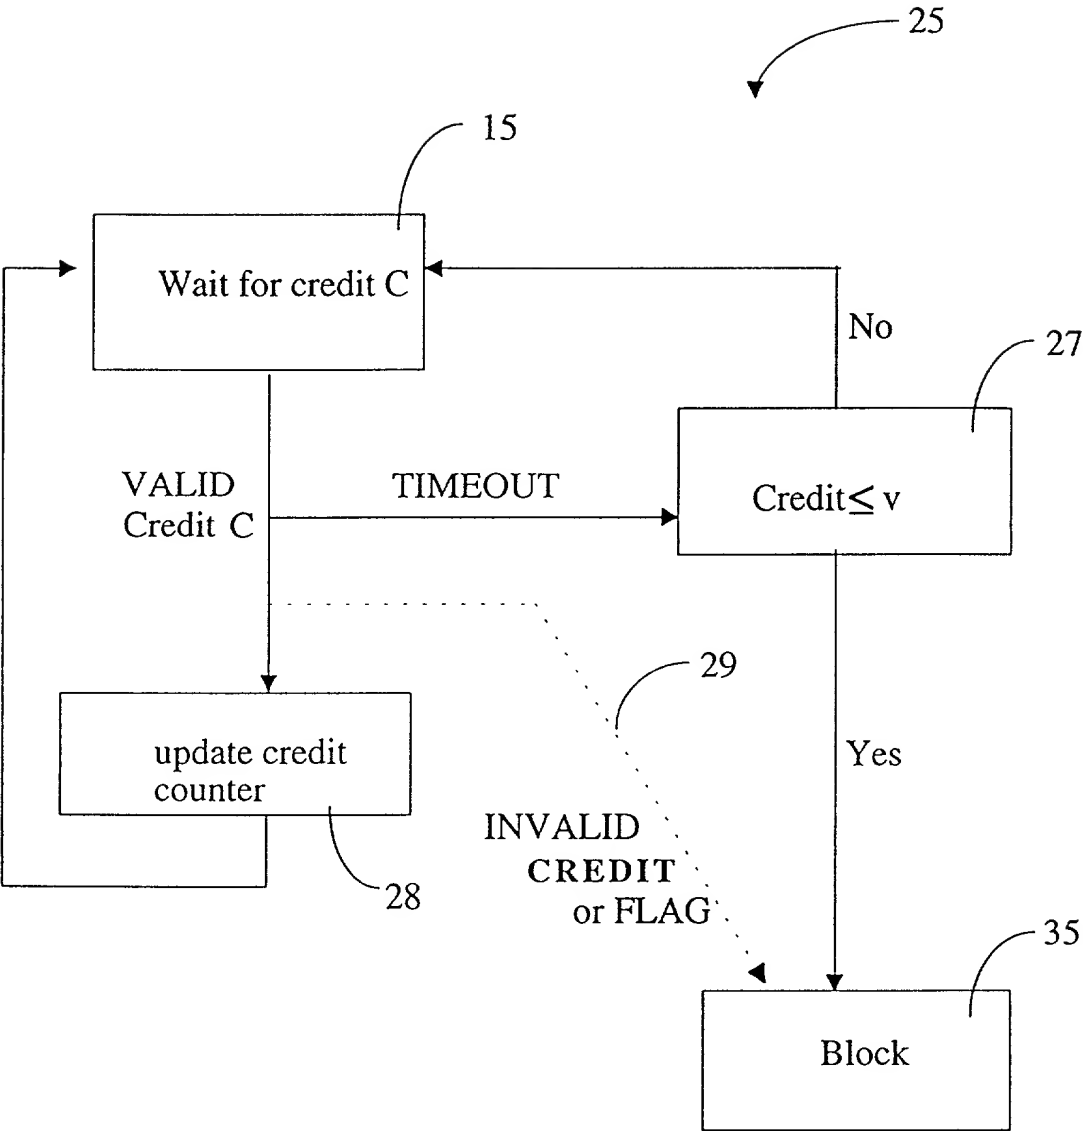 25
15
Wait for credit C
No
27
VALID
Credit C
TIMEOUT
Credit ≤ v
29
update credit
counter
Yes
INVALID
CREDIT
or FLAG
28
35
Block